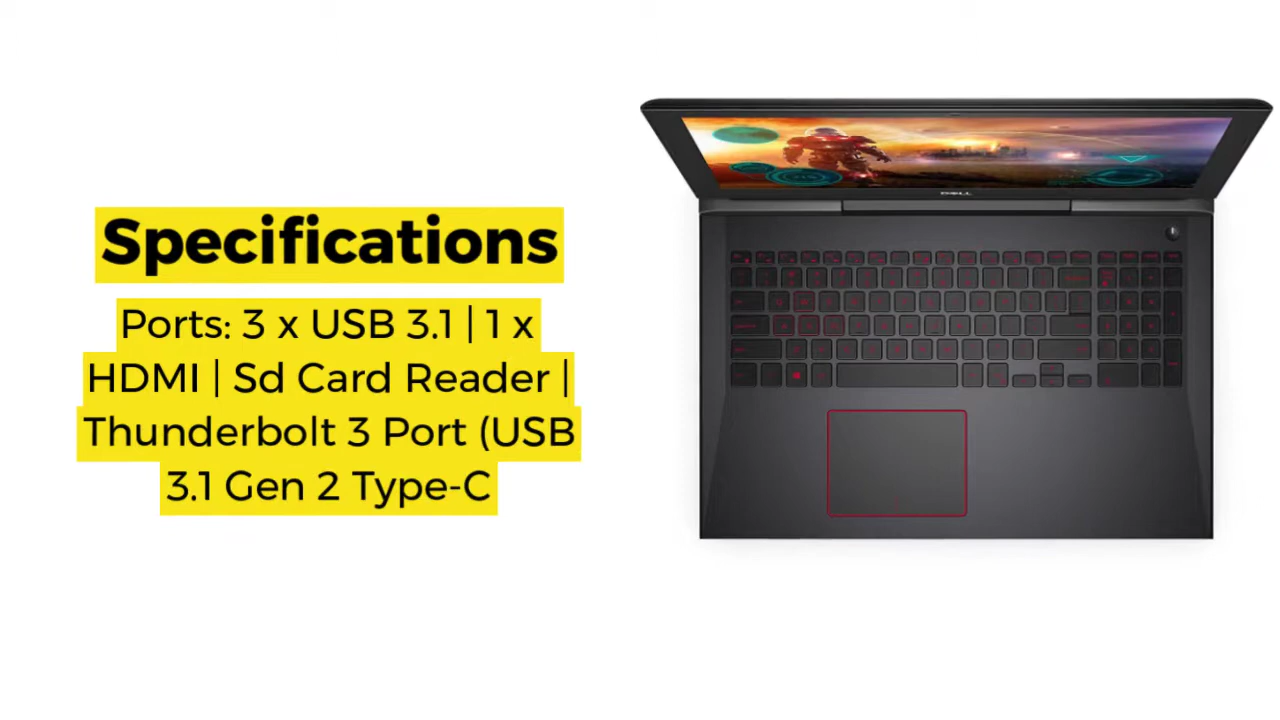 Specifications
Ports: 3 x USB 3.1 | 1 x
HDMI | Sd Card Reader |
Thunderbolt 3 Port (USB
3.1 Gen 2 Type-C
DELL